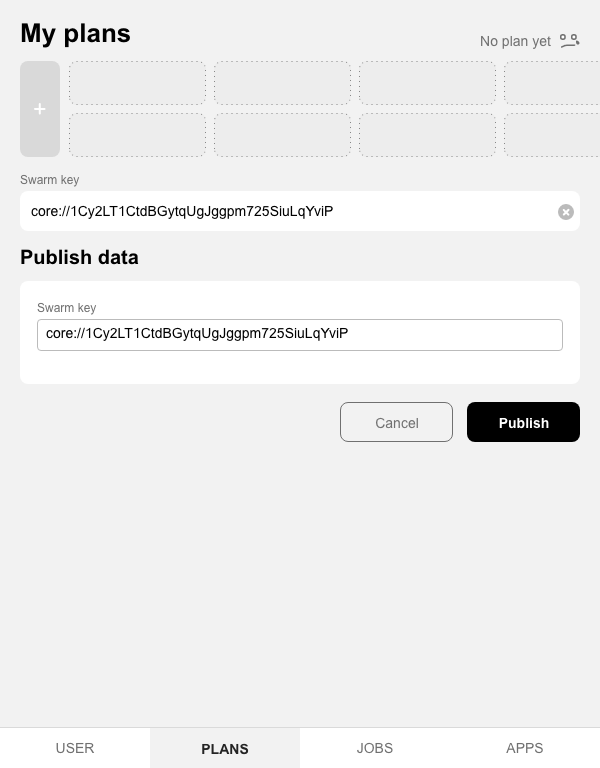 My plans
No plan yet
+
Swarm key
core://1Cy2LT1CtdBGytqUgJggpm725SiuLqYviP
Publish data
Swarm key
core://1Cy2LT1CtdBGytqUgJggpm725SiuLqYviP
Cancel
Publish
USER
PLANS
JOBS
APPS